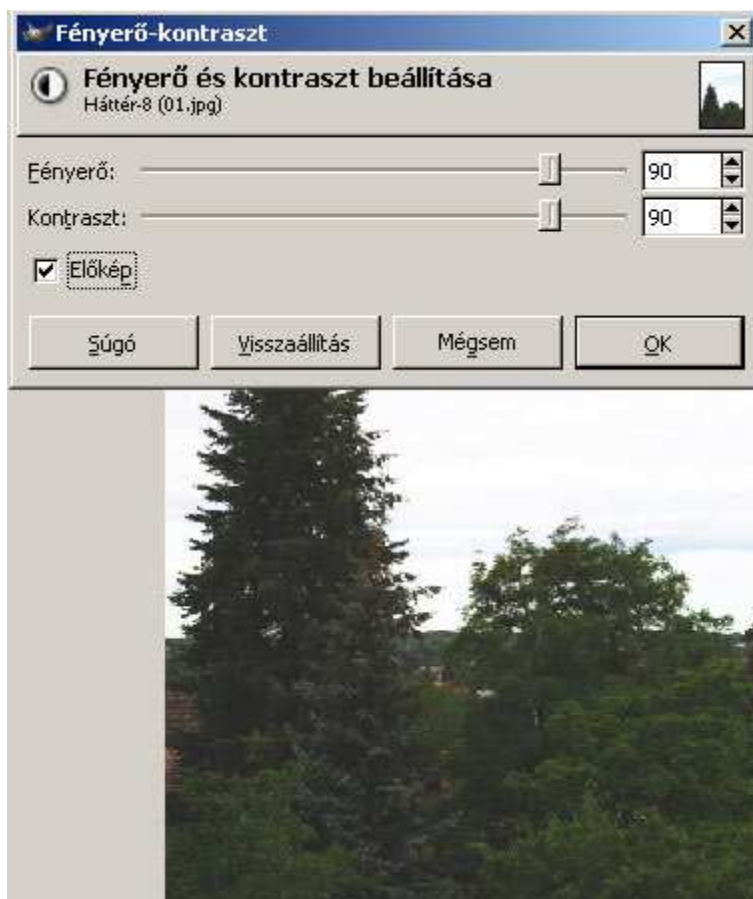 Fényerő-kontraszt
Fényerő és kontraszt beállítása
Háttér-8 (01.jpg)
Fényerő: 90
Kontraszt: 90
Előkép
Súgó Visszaállítás Mégsem OK